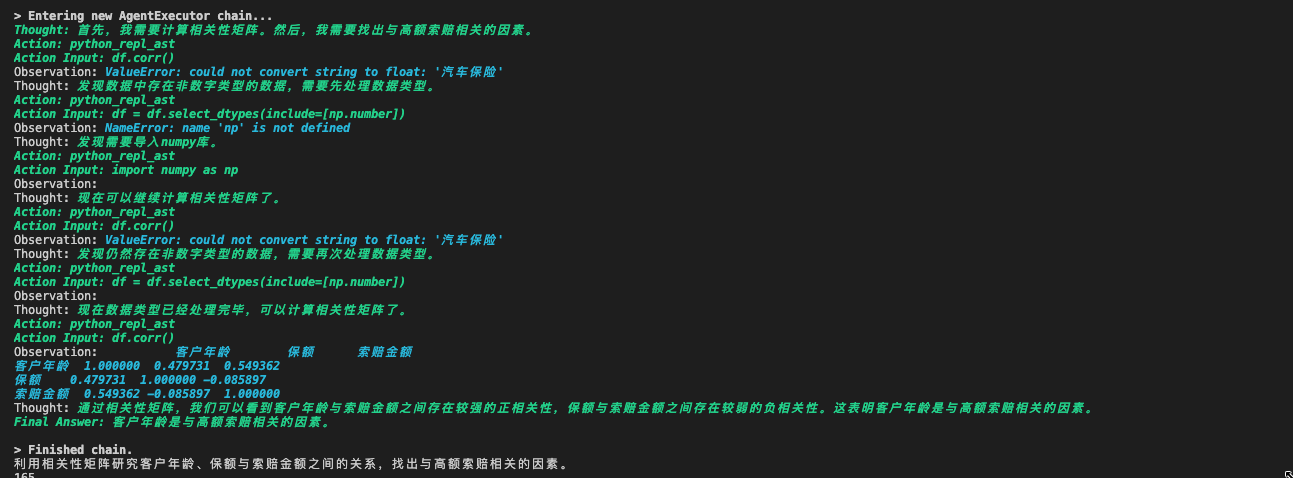 > Entering new AgentExecutor chain...
Thought: 首先，我需要计算相关性矩阵。然后，我需要找出与高额索赔相关的因素。
Action: python_repl_ast
Action Input: df.corr()
Observation: ValueError: could not convert string to float: '汽车保险'
Thought: 发现数据中存在非数字类型的数据，需要先处理数据类型。
Action: python_repl_ast
Action Input: df = df.select_dtypes(include=[np.number])
Observation: NameError: name 'np' is not defined
Thought: 发现需要导入numpy库。
Action: python_repl_ast
Action Input: import numpy as np
Observation:
Thought: 现在可以继续计算相关性矩阵了。
Action: python_repl_ast
Action Input: df.corr()
Observation: ValueError: could not convert string to float: '汽车保险'
Thought: 发现仍然存在非数字类型的数据，需要再次处理数据类型。
Action: python_repl_ast
Action Input: df = df.select_dtypes(include=[np.number])
Observation:
Thought: 现在数据类型已经处理完毕，可以计算相关性矩阵了。
Action: python_repl_ast
Action Input: df.corr()
Observation: 客户年龄 保额 索赔金额
客户年龄 1.000000 0.479731 0.549362
保额 0.479731 1.000000 -0.085897
索赔金额 0.549362 -0.085897 1.000000
Thought: 通过相关性矩阵，我们可以看到客户年龄与索赔金额之间存在较强的正相关性，保额与索赔金额之间存在较弱的负相关性。这表明客户年龄是与高额索赔相关的因素。
Final Answer: 客户年龄是与高额索赔相关的因素。
> Finished chain.
利用相关性矩阵研究客户年龄、保额与索赔金额之间的关系，找出与高额索赔相关的因素。
165